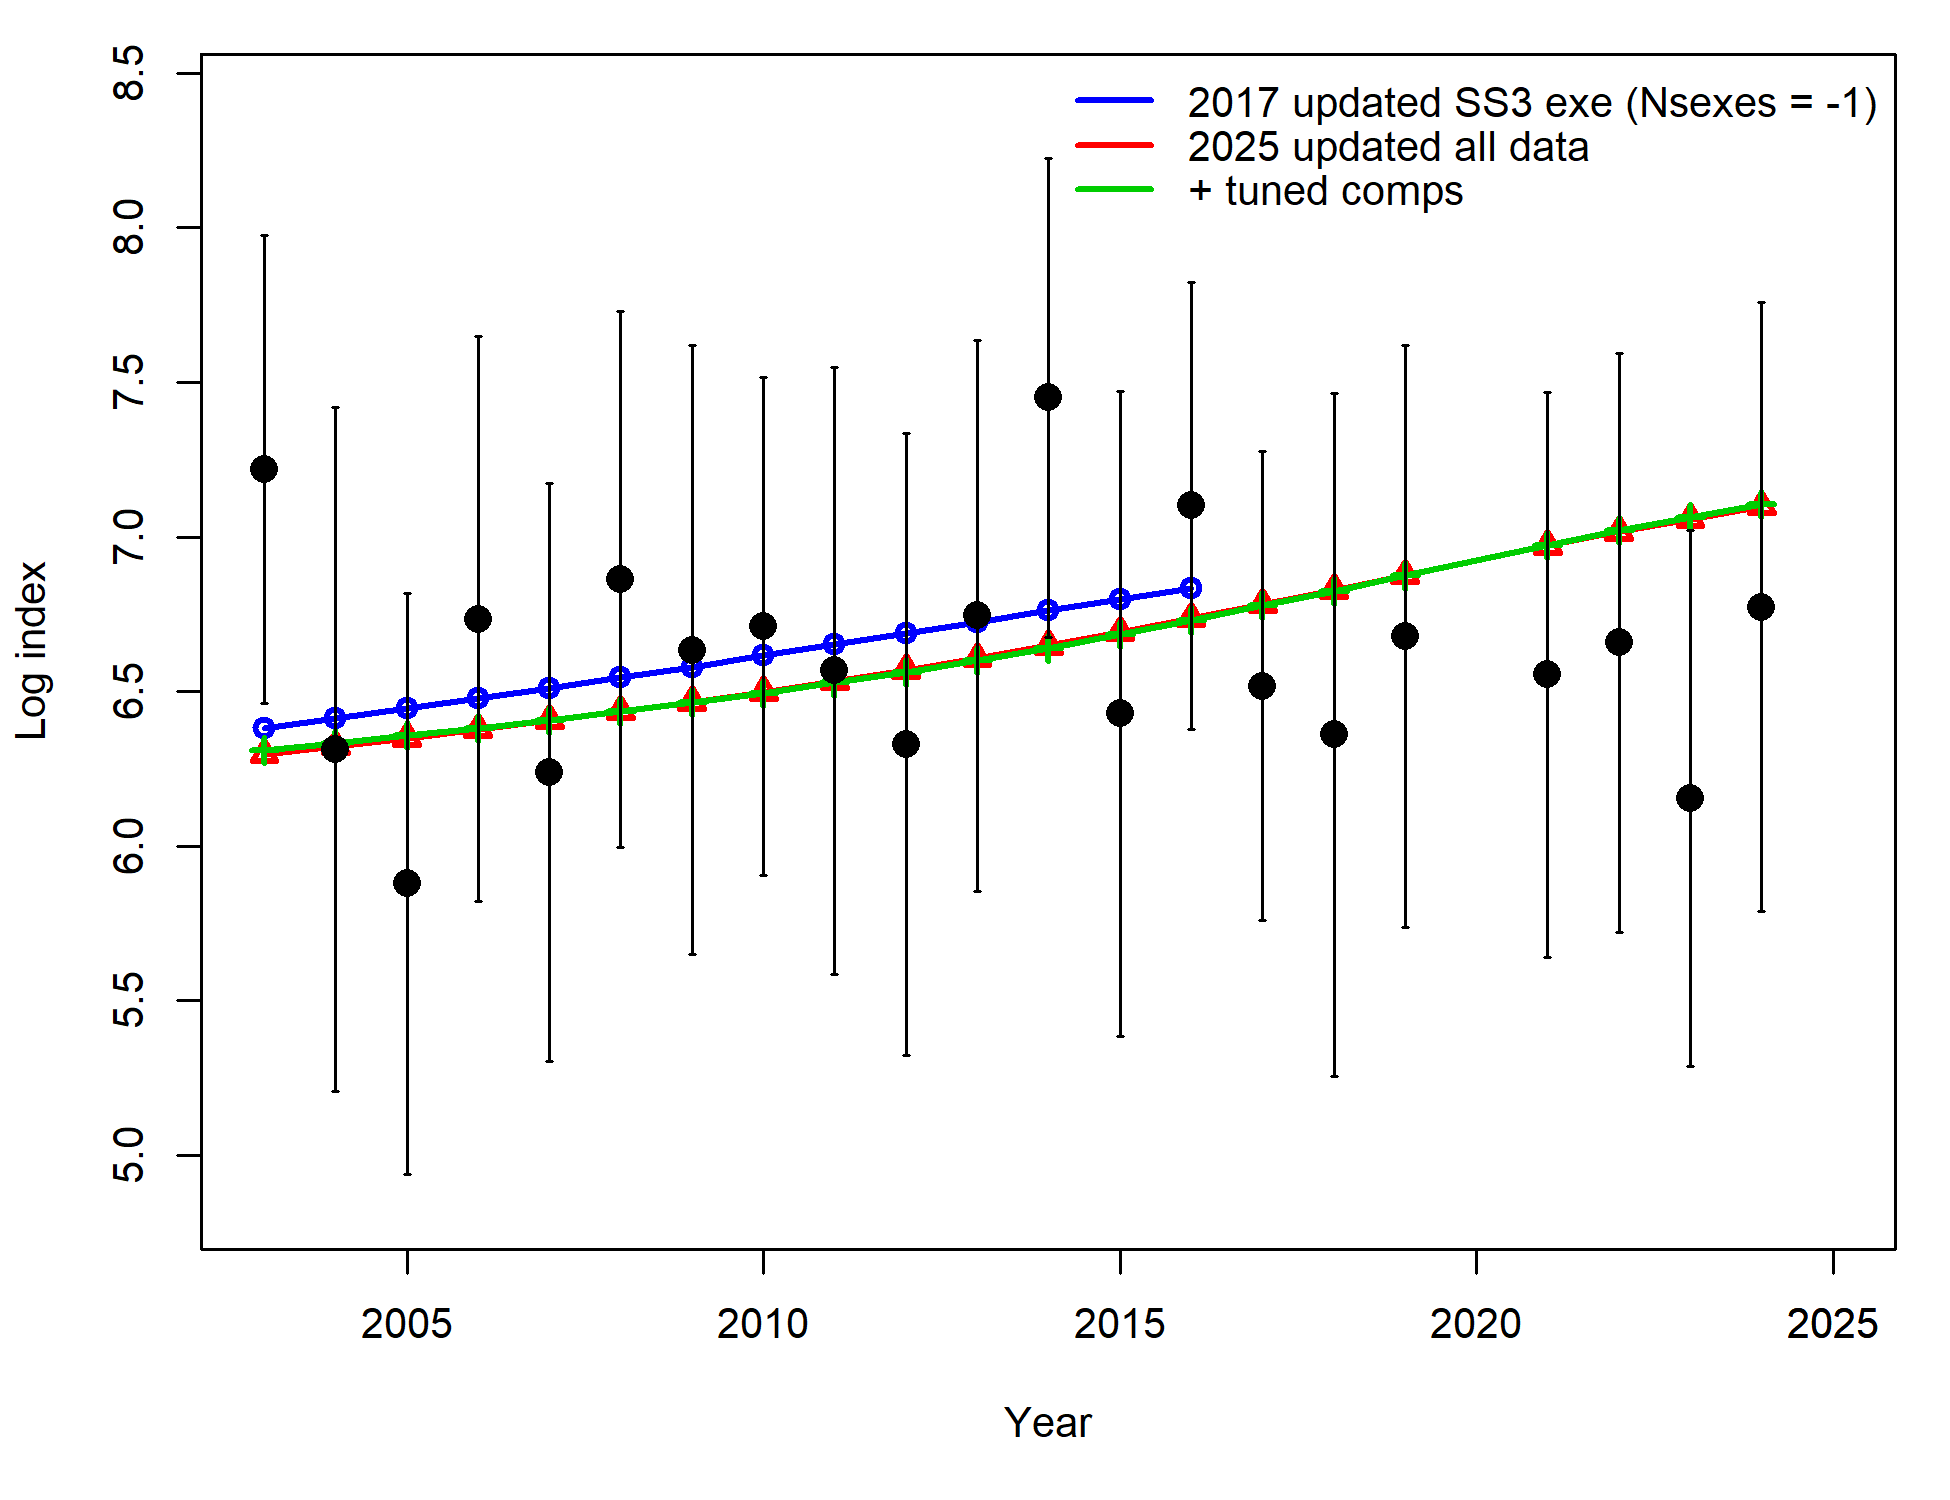 8.5
8.0
7.5
7.0
6.5
6.0
5.5
5.0
Log index
2017 updated SS3 exe (Nsexes = -1)
2025 updated all data
+ tuned comps
2005
2010
2015
2020
2025
Year